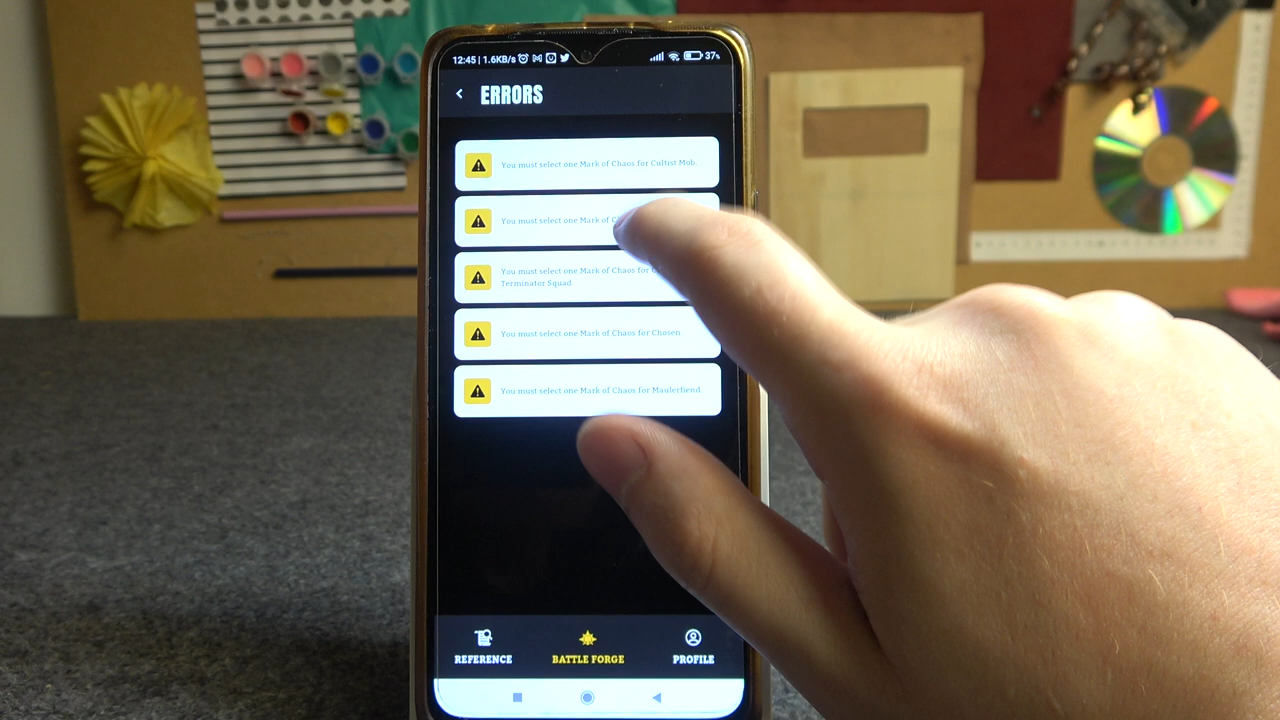 12:45 | 1.6KB/s
37%
ERRORS
You must select one Mark of Chaos for Cultist Mob.
You must select one Mark of
You must select one Mark of Chaos for
Terminator Squad.
You must select one Mark of Chaos for Chosen.
You must select one Mark of Chaos for Maulerfiend.
REFERENCE
BATTLE FORGE
PROFILE